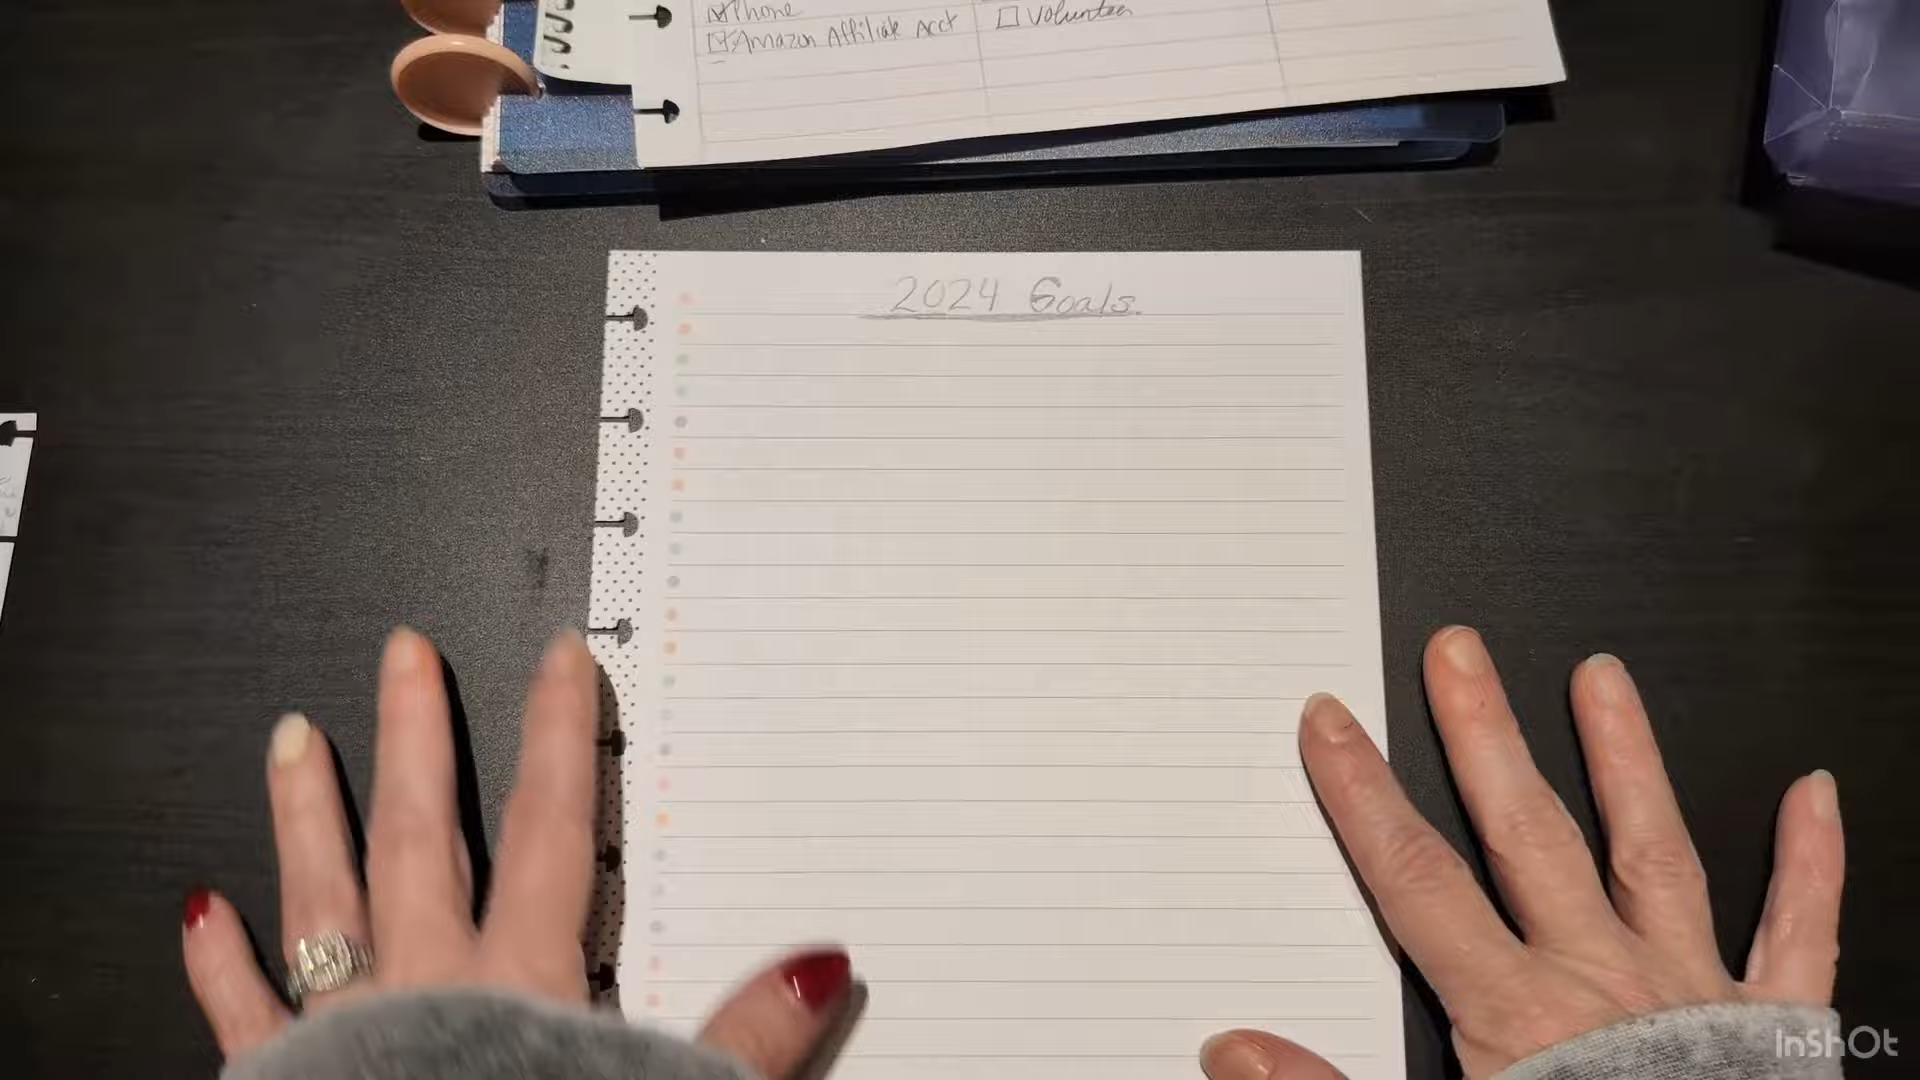 Phone
Amazon Affiliate Acct
Volunteer
2024 Goals.
InShOt